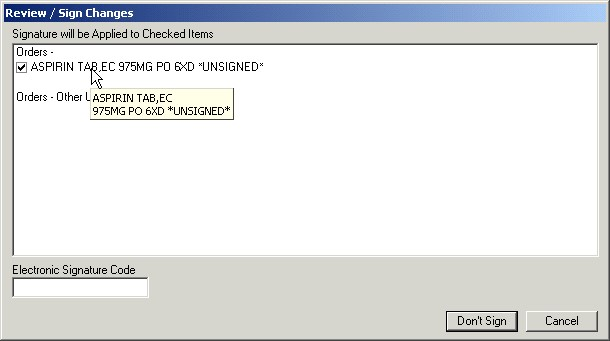 Review / Sign Changes
Signature will be Applied to Checked Items
Orders -
ASPIRIN TAB,EC 975MG PO 6XD *UNSIGNED*
Orders - Other U
ASPIRIN TAB,EC
975MG PO 6XD *UNSIGNED*
Electronic Signature Code
Don't Sign
Cancel